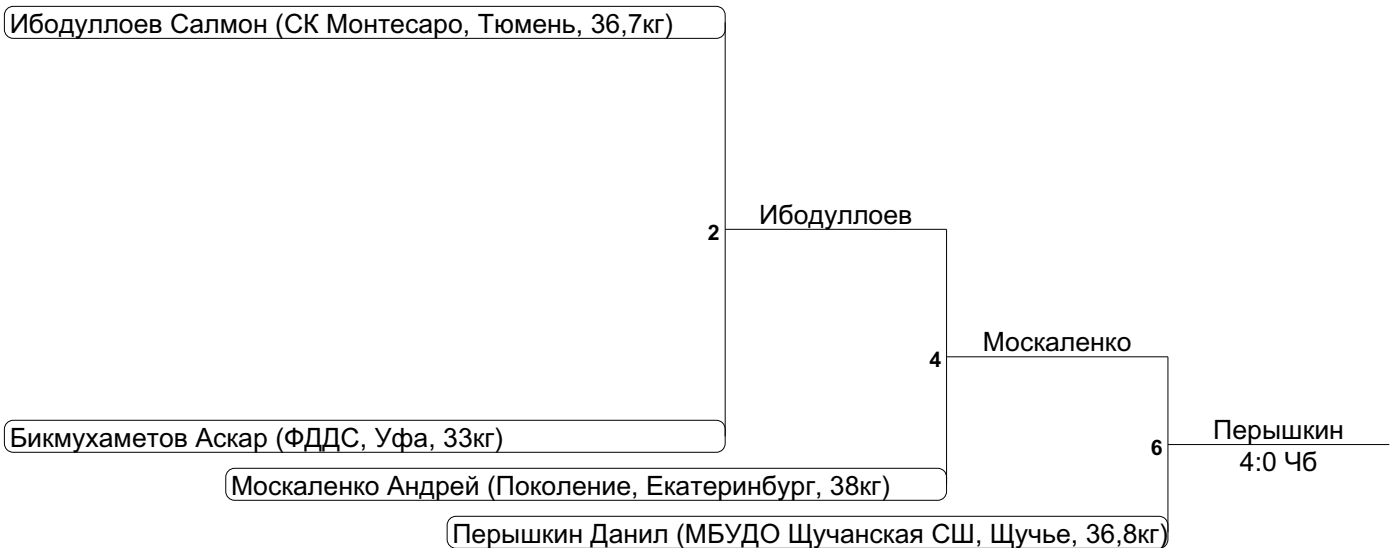 Ибодуллоев Салмон (СК Монтесаро, Тюмень, 36,7кг)
Ибодуллоев
2
Москаленко
4
Бикмухаметов Аскар (ФДДС, Уфа, 33кг)
Перышкин
6
4:0 Чб
Москаленко Андрей (Поколение, Екатеринбург, 38кг)
Перышкин Данил (МБУДО Щучанская СШ, Щучье, 36,8кг)